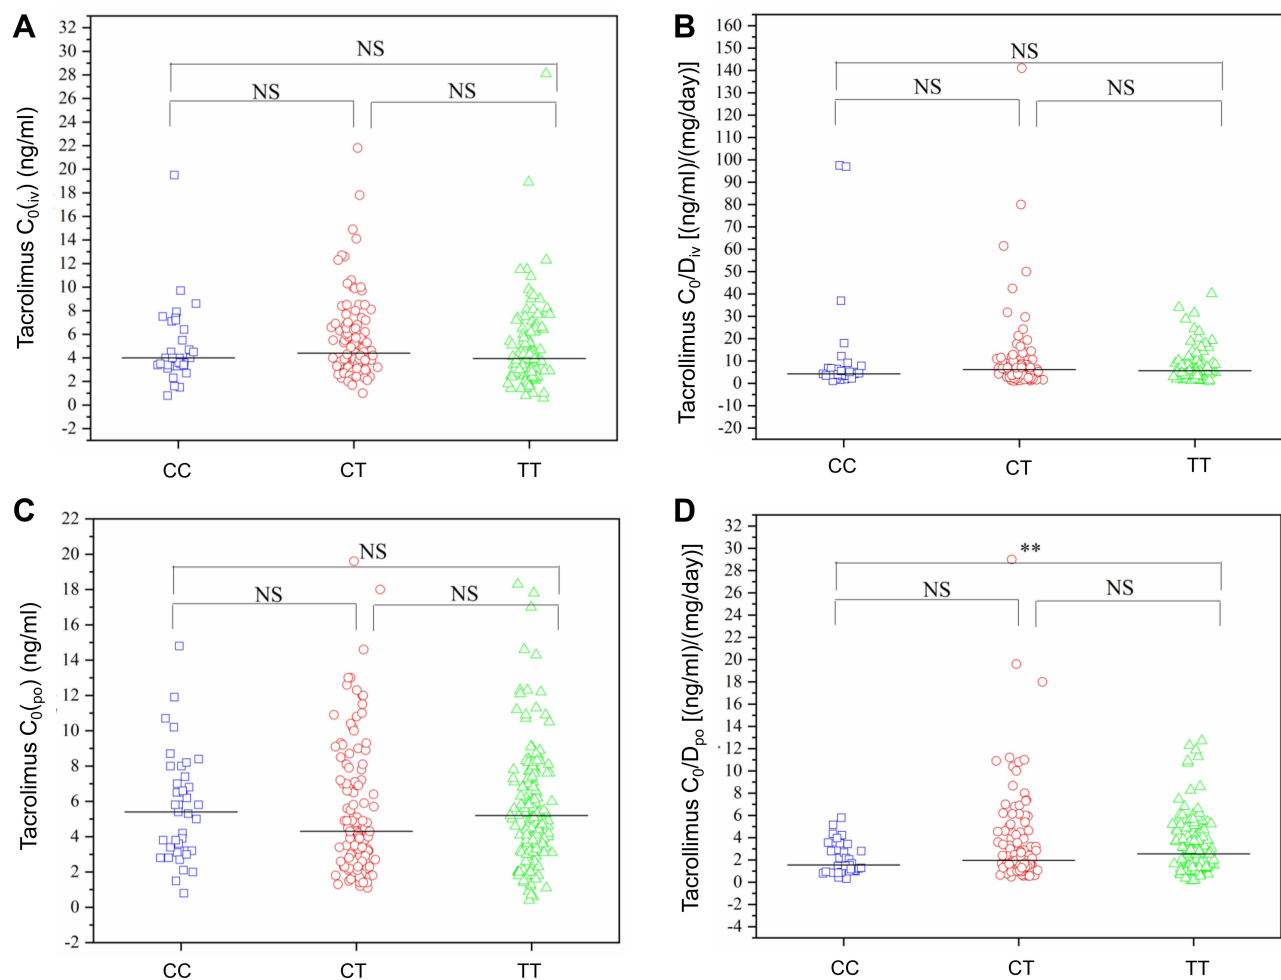 A
Tacrolimus C0(iv) (ng/ml)
32
30
28
26
24
22
20
18
16
14
12
10
8
6
4
2
0
-2
NS
NS
NS
CC
CT
TT
B
Tacrollimus C0/Div [(ng/ml)/(mg/day)]
160
150
140
130
120
110
100
90
80
70
60
50
40
30
20
10
0
-10
-20
NS
NS
NS
CC
CT
TT
C
Tacrolimus C0(po) (ng/ml)
22
20
18
16
14
12
10
8
6
4
2
0
-2
NS
NS
NS
CC
CT
TT
D
Tacrollimus C0/Dpo [(ng/ml)/(mg/day)]
32
30
28
26
24
22
20
18
16
14
12
10
8
6
4
2
0
-2
-4
**
NS
NS
CC
CT
TT